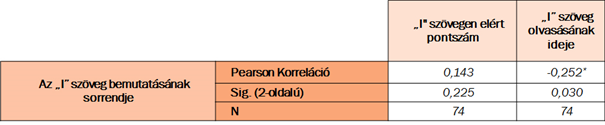 „I" szövegen elért
pontszám
„I" szöveg
olvasásának
ideje
Az „I" szöveg bemutatásának
sorrendje
Pearson Korreláció
0,143
-0,252*
Sig. (2-oldalú)
0,225
0,030
N
74
74